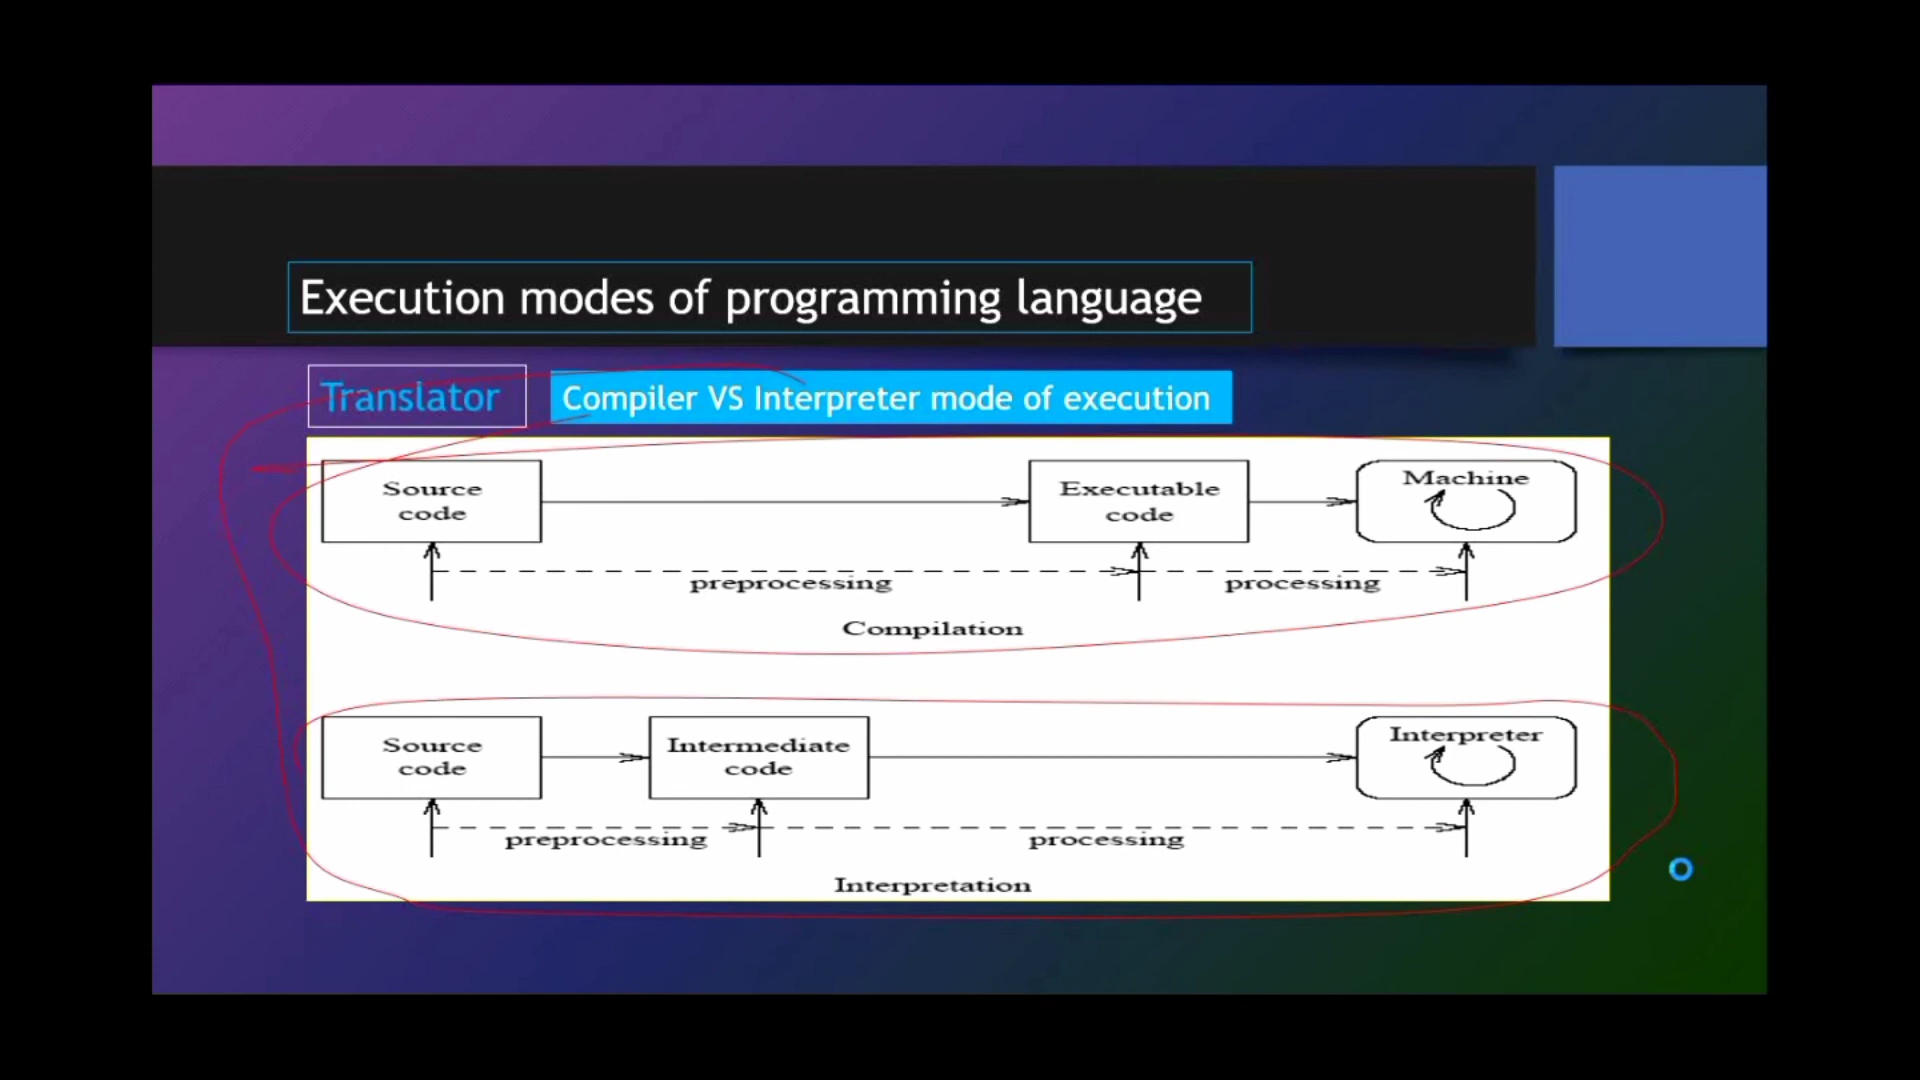 Execution modes of programming language
Translator
Compiler VS Interpreter mode of execution
Source
code
Executable
code
Machine
preprocessing
processing
Compilation
Source
code
Intermediate
code
Interpreter
preprocessing
processing
Interpretation